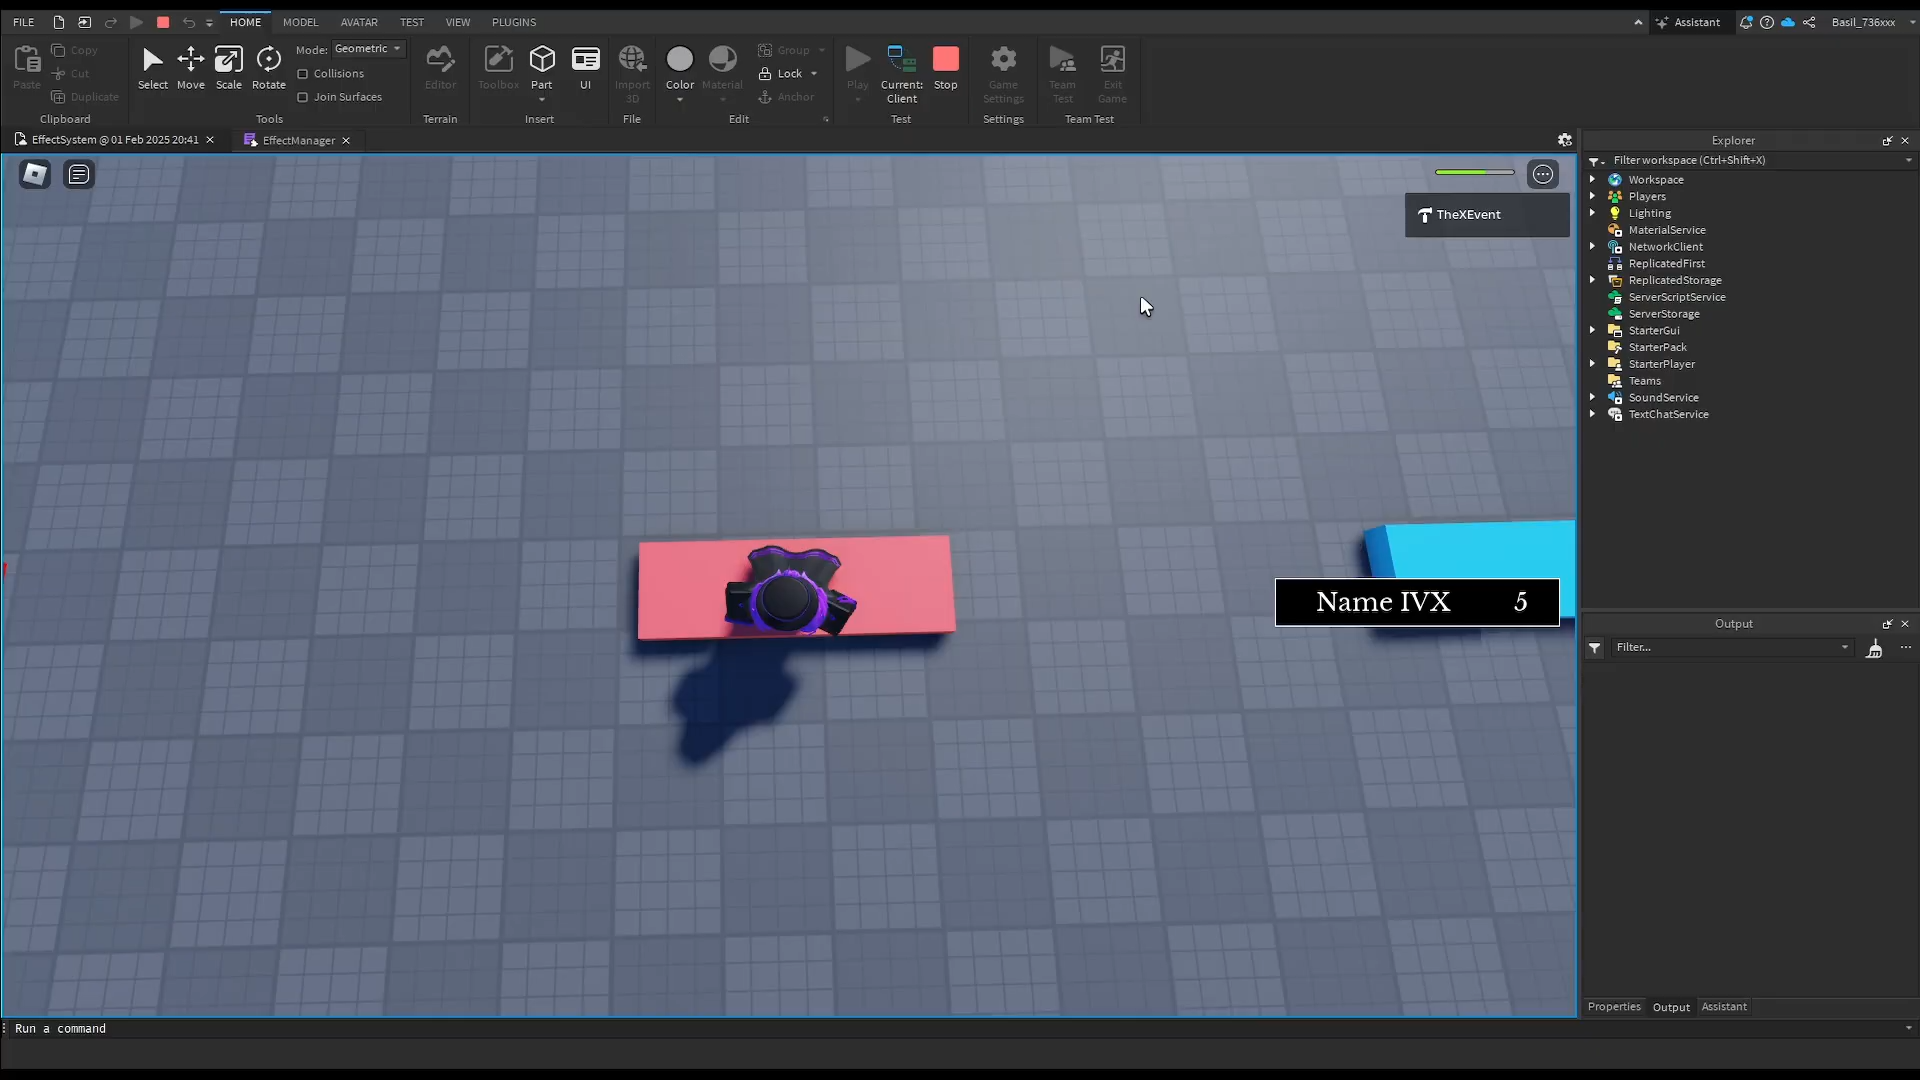 FILE HOME MODEL AVATAR TEST VIEW PLUGINS Assistant Basil_736xxx
Paste Copy Cut Duplicate Clipboard
Select Move Scale Rotate Mode: Geometric Collisions Join Surfaces Tools
Editor Terrain
Toolbox Part UI Insert
Import 3D File
Color Material Group Lock Anchor Edit
Play Current: Client Stop Test
Game Settings Settings
Team Test Exit Game Team Test
EffectSystem @ 01 Feb 2025 20:41 EffectManager
TheXEvent
Name IVX 5
Explorer
Filter workspace (Ctrl+Shift+X)
Workspace
Players
Lighting
MaterialService
NetworkClient
ReplicatedFirst
ReplicatedStorage
ServerScriptService
ServerStorage
StarterGui
StarterPack
StarterPlayer
Teams
SoundService
TextChatService
Output
Filter...
Properties Output Assistant
Run a command